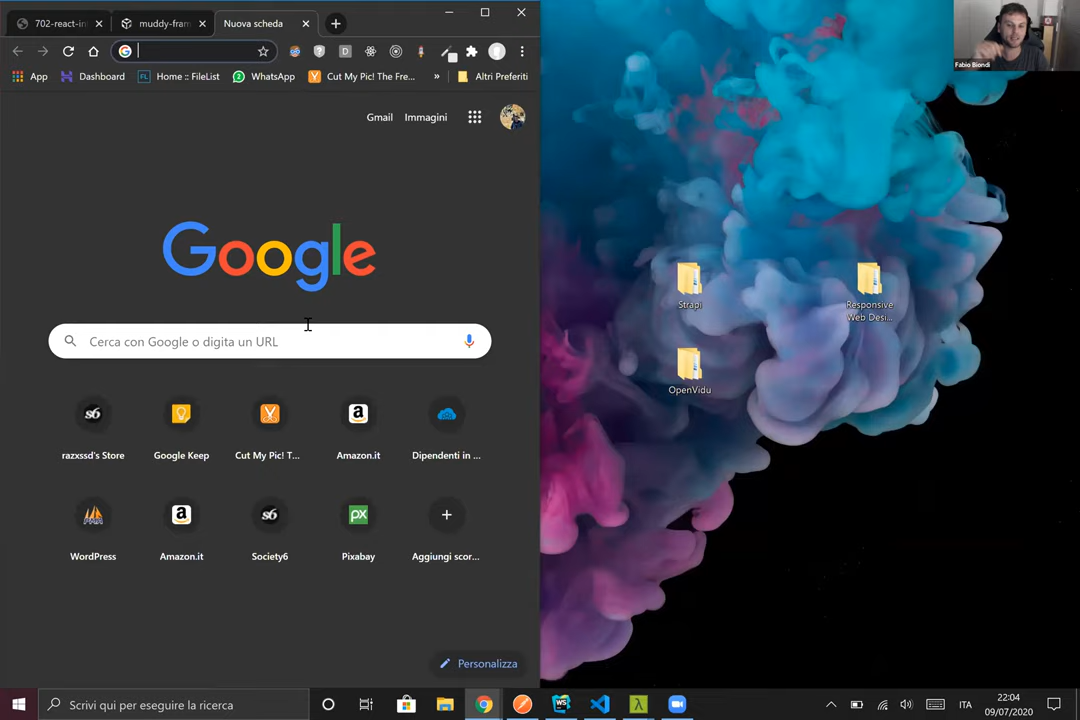 702-react-in
muddy-fram
Nuova scheda
App
Dashboard
Home :: FileList
WhatsApp
Cut My Pic! The Fre...
»
Altri Preferiti
Fabio Biondi
Gmail
Immagini
Google
Cerca con Google o digita un URL
razxssd's Store
Google Keep
Cut My Pic! T...
Amazon.it
Dipendenti in ...
WordPress
Amazon.it
Society6
Pixabay
Aggiungi scor...
Personalizza
Strapi
Responsive
Web Desi...
OpenVidu
Scrivi qui per eseguire la ricerca
ITA
22:04
09/07/2020